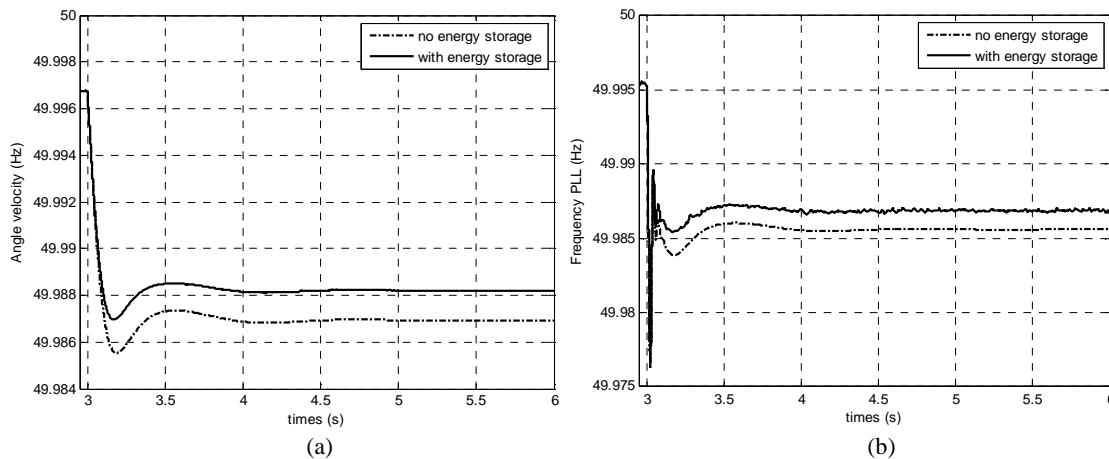 50
no energy storage
with energy storage
49.998
49.996
49.994
49.992
49.99
49.988
49.986
49.984
Angle velocity (Hz)
3
3.5
4
4.5
5
5.5
6
times (s)
(a)
50
no energy storage
with energy storage
49.995
49.99
49.985
49.98
49.975
Frequency PLL (Hz)
3
3.5
4
4.5
5
5.5
6
times (s)
(b)